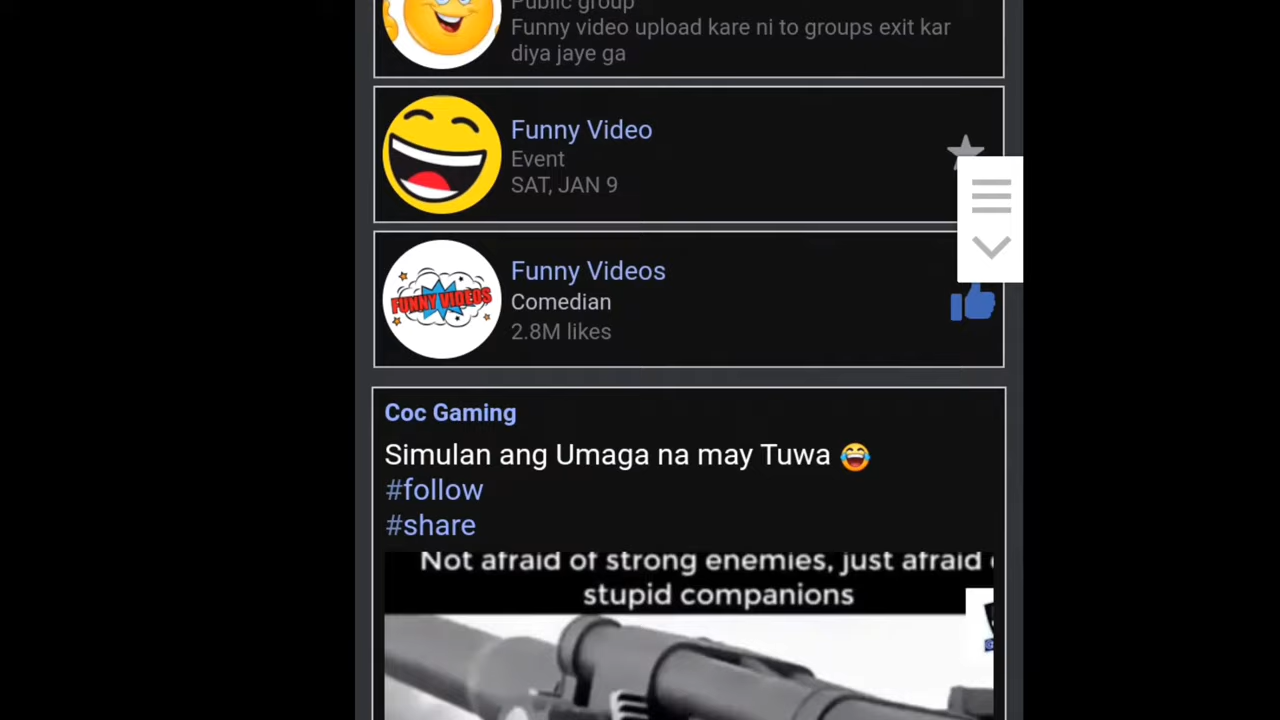 Public group
Funny video upload kare ni to groups exit kar
diya jaye ga
Funny Video
Event
SAT, JAN 9
FUNNY VIDEOS
Funny Videos
Comedian
2.8M likes
Coc Gaming
Simulan ang Umaga na may Tuwa 😂
#follow
#share
Not afraid of strong enemies, just afraid
stupid companions